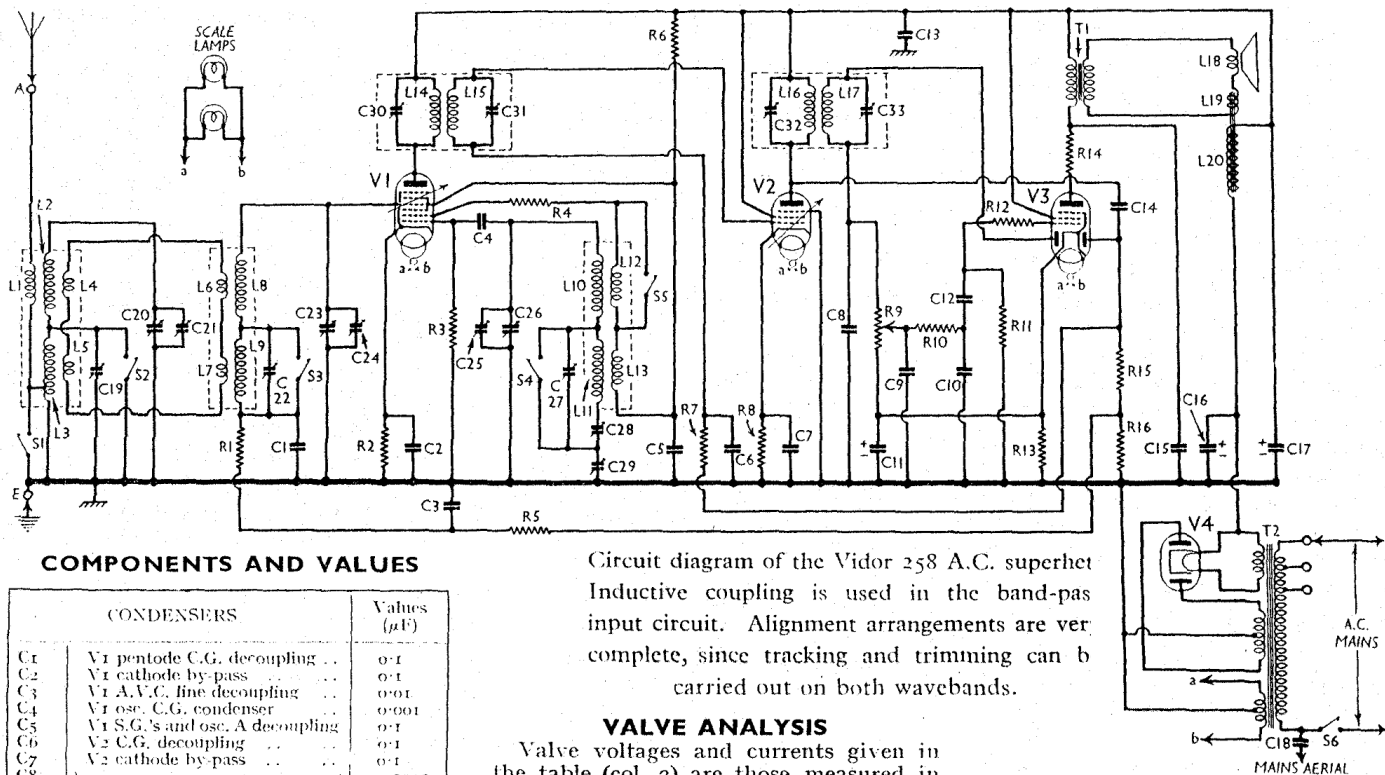 SCALE
LAMPS
A
a
b
L1
L2
L3
L4
L5
C19
S1
S2
E
C20
C21
L6
L7
L8
L9
C
22
S3
R1
C1
C23
C24
V1
C30
L14
L15
C31
a
b
R2
C2
R3
C3
C4
R4
R5
C25
C26
S4
C
27
L10
L11
L12
L13
S5
C28
C29
R6
C5
R7
C6
R8
C7
V2
C32
L16
L17
C33
a
b
C13
C8
R9
R10
C9
C10
C11
C12
R11
R12
R13
V3
a
b
R14
T1
C14
R15
R16
C15
C16
C17
L18
L19
L20
V4
T2
a
b
C18
S6
A.C.
MAINS
MAINS AERIAL
COMPONENTS AND VALUES
CONDENSERS
Values
(μF)
C1 V1 pentode C.G. decoupling .. 0·1
C2 V1 cathode by-pass .. .. 0·1
C3 V1 A.V.C. line decoupling .. 0·01
C4 V1 osc. C.G. condenser .. 0·001
C5 V1 S.G.'s and osc. A decoupling 0·1
C6 V2 C.G. decoupling .. .. 0·1
C7 V2 cathode by-pass .. .. 0·1
C8
Circuit diagram of the Vidor 258 A.C. superhet
Inductive coupling is used in the band-pas
input circuit. Alignment arrangements are ver
complete, since tracking and trimming can b
carried out on both wavebands.
VALVE ANALYSIS
Valve voltages and currents given in
the table (col. 2) are those measured in